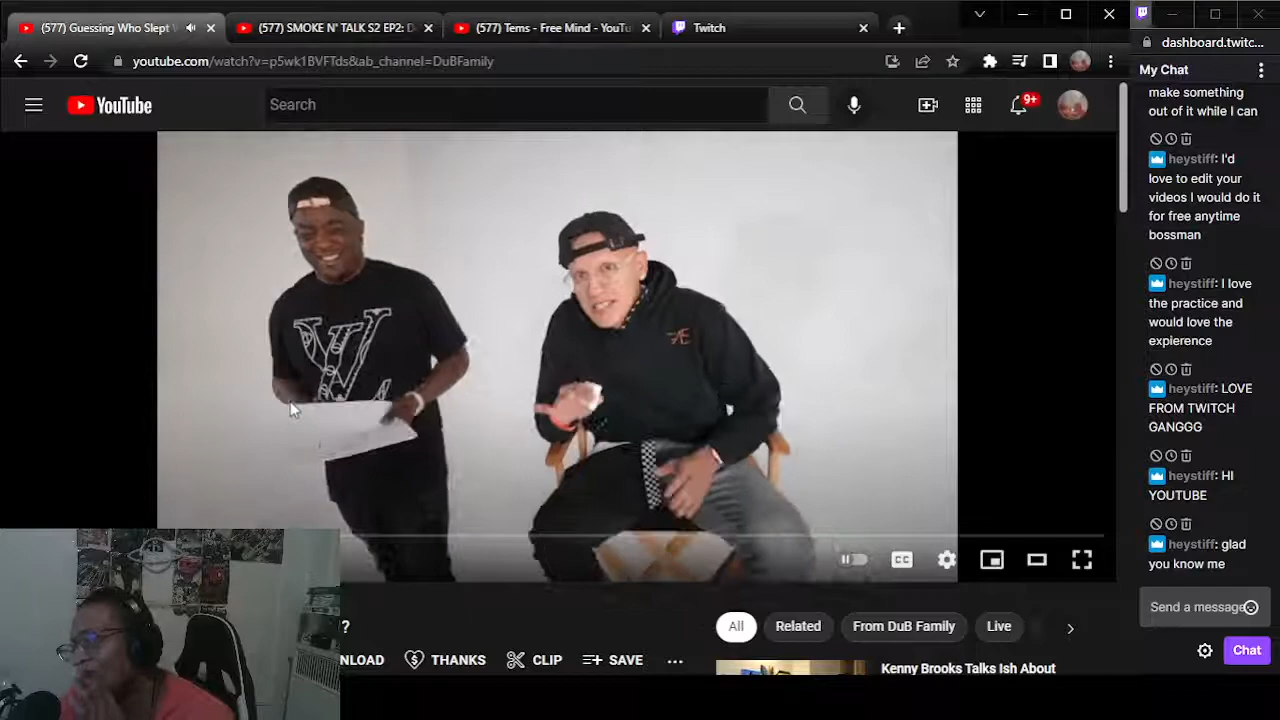 (577) Guessing Who Slept
(577) SMOKE N' TALK S2 EP2: D
(577) Tems - Free Mind - YouTu
Twitch
youtube.com/watch?v=p5wk1BVFTds&ab_channel=DuBFamily
YouTube
Search
9+
?
NLOAD
THANKS
CLIP
SAVE
All
Related
From DuB Family
Live
Kenny Brooks Talks Ish About
dashboard.twitc...
My Chat
make something
out of it while I can
heystiff: I'd
love to edit your
videos I would do it
for free anytime
bossman
heystiff: I love
the practice and
would love the
explerence
heystiff: LOVE
FROM TWITCH
GANGGG
heystiff: HI
YOUTUBE
heystiff: glad
you know me
Send a message
Chat